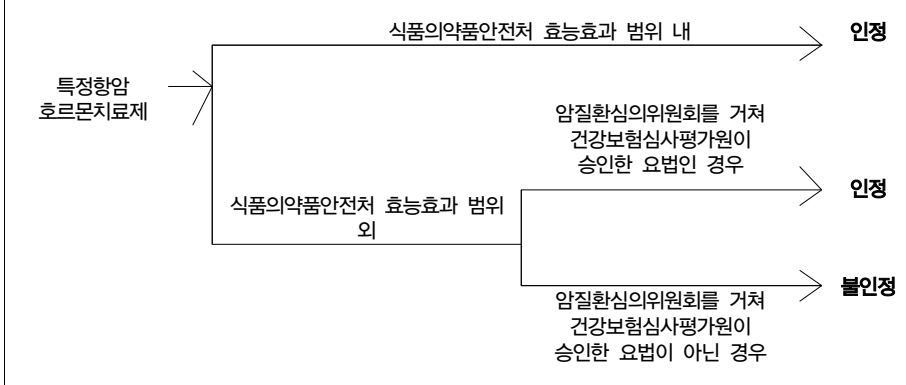 식품의약품안전처 효능효과 범위 내
인정
특정항암
호르몬치료제
암질환심의위원회를 거쳐
건강보험심사평가원이
승인한 요법인 경우
인정
식품의약품안전처 효능효과 범위
외
불인정
암질환심의위원회를 거쳐
건강보험심사평가원이
승인한 요법이 아닌 경우